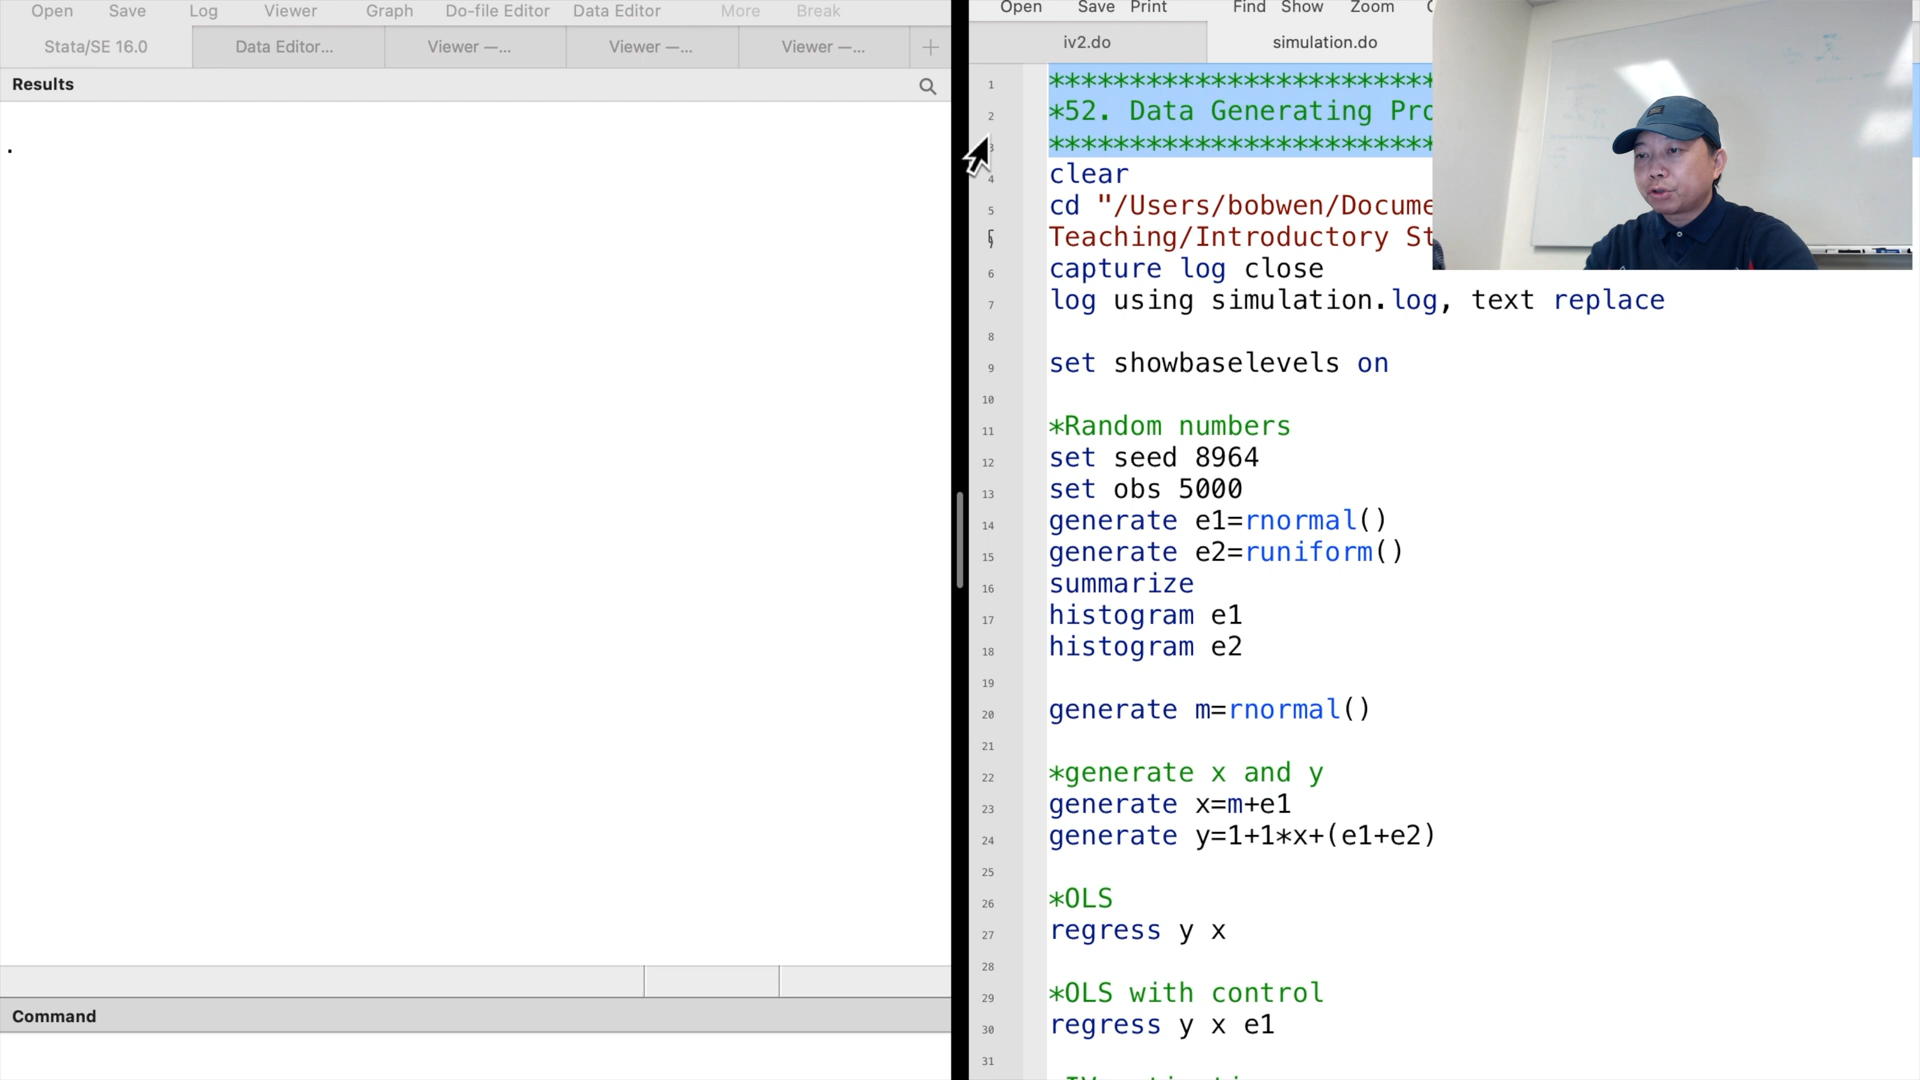 Open Save Log Viewer Graph Do-file Editor Data Editor More Break
Stata/SE 16.0 Data Editor... Viewer —... Viewer —... Viewer —...
Results
.
Command
Open Save Print Find Show Zoom
iv2.do simulation.do
1 ************************
2 *52. Data Generating Pro
************************
4 clear
5 cd "/Users/bobwen/Docume
Teaching/Introductory St
6 capture log close
7 log using simulation.log, text replace
8
9 set showbaselevels on
10
11 *Random numbers
12 set seed 8964
13 set obs 5000
14 generate e1=rnormal()
15 generate e2=runiform()
16 summarize
17 histogram e1
18 histogram e2
19
20 generate m=rnormal()
21
22 *generate x and y
23 generate x=m+e1
24 generate y=1+1*x+(e1+e2)
25
26 *OLS
27 regress y x
28
29 *OLS with control
30 regress y x e1
31